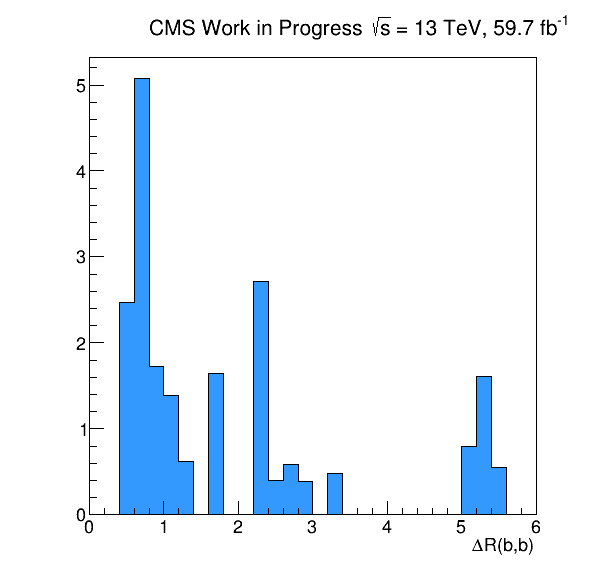 CMS Work in Progress √s = 13 TeV, 59.7 fb⁻¹
5
4
3
2
1
0
0 1 2 3 4 5 6
ΔR(b,b)